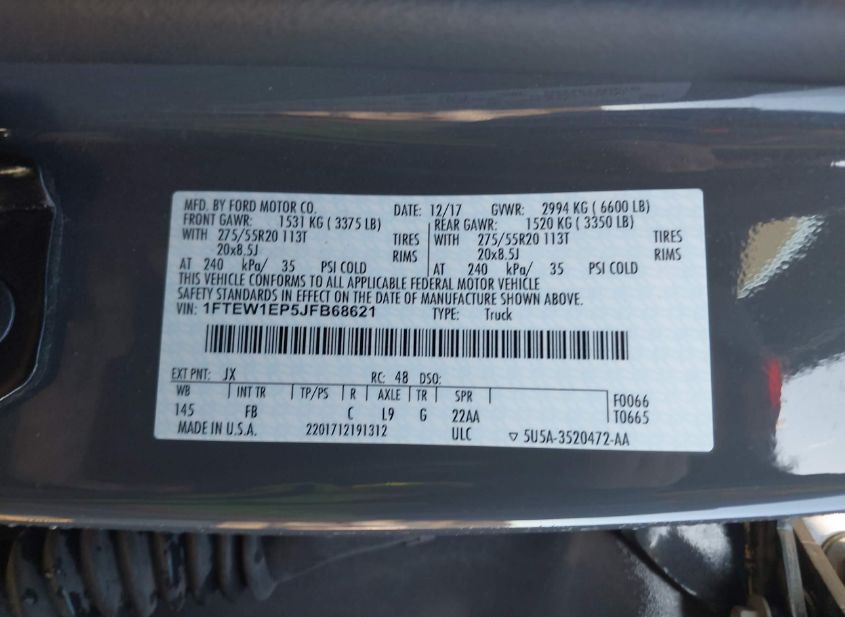 MFD. BY FORD MOTOR CO. DATE: 12/17 GVWR: 2994 KG ( 6600 LB)
FRONT GAWR: 1531 KG ( 3375 LB) REAR GAWR: 1520 KG ( 3350 LB)
WITH 275/55R20 113T TIRES WITH 275/55R20 113T TIRES
20x8.5J RIMS 20x8.5J RIMS
AT 240 kPa/ 35 PSI COLD AT 240 kPa/ 35 PSI COLD
THIS VEHICLE CONFORMS TO ALL APPLICABLE FEDERAL MOTOR VEHICLE
SAFETY STANDARDS IN EFFECT ON THE DATE OF MANUFACTURE SHOWN ABOVE.
VIN: 1FTEW1EP5JFB68621 TYPE: Truck
EXT PNT: JX RC: 48 DSO:
WB INT TR TP/PS R AXLE TR SPR F0066
145 FB C L9 G 22AA T0665
MADE IN U.S.A. 2201712191312 ULC ▽ 5U5A-3520472-AA